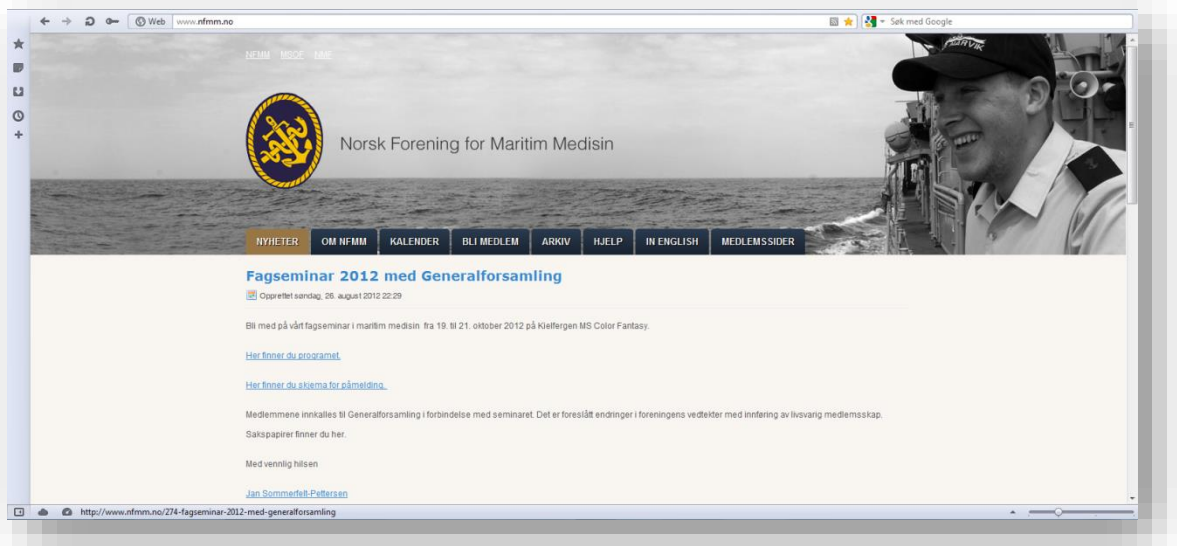 Web www.nfmm.no Søk med Google
NFMM MSOF NMF
Norsk Forening for Maritim Medisin
NYHETER OM NFMM KALENDER BLI MEDLEM ARKIV HJELP IN ENGLISH MEDLEMSSIDER
Fagseminar 2012 med Generalforsamling
Opprettet søndag, 26. august 2012 22:29
Bli med på vårt fagseminar i maritim medisin fra 19. til 21. oktober 2012 på Kielfergen MS Color Fantasy.
Her finner du programet.
Her finner du skjema for påmelding.
Medlemmene innkalles til Generalforsamling i forbindelse med seminaret. Det er foreslått endringer i foreningens vedtekter med innføring av livsvarig medlemsskap.
Sakspapirer finner du her.
Med vennlig hilsen
Jan Sommerfelt-Pettersen
http://www.nfmm.no/274-fagseminar-2012-med-generalforsamling